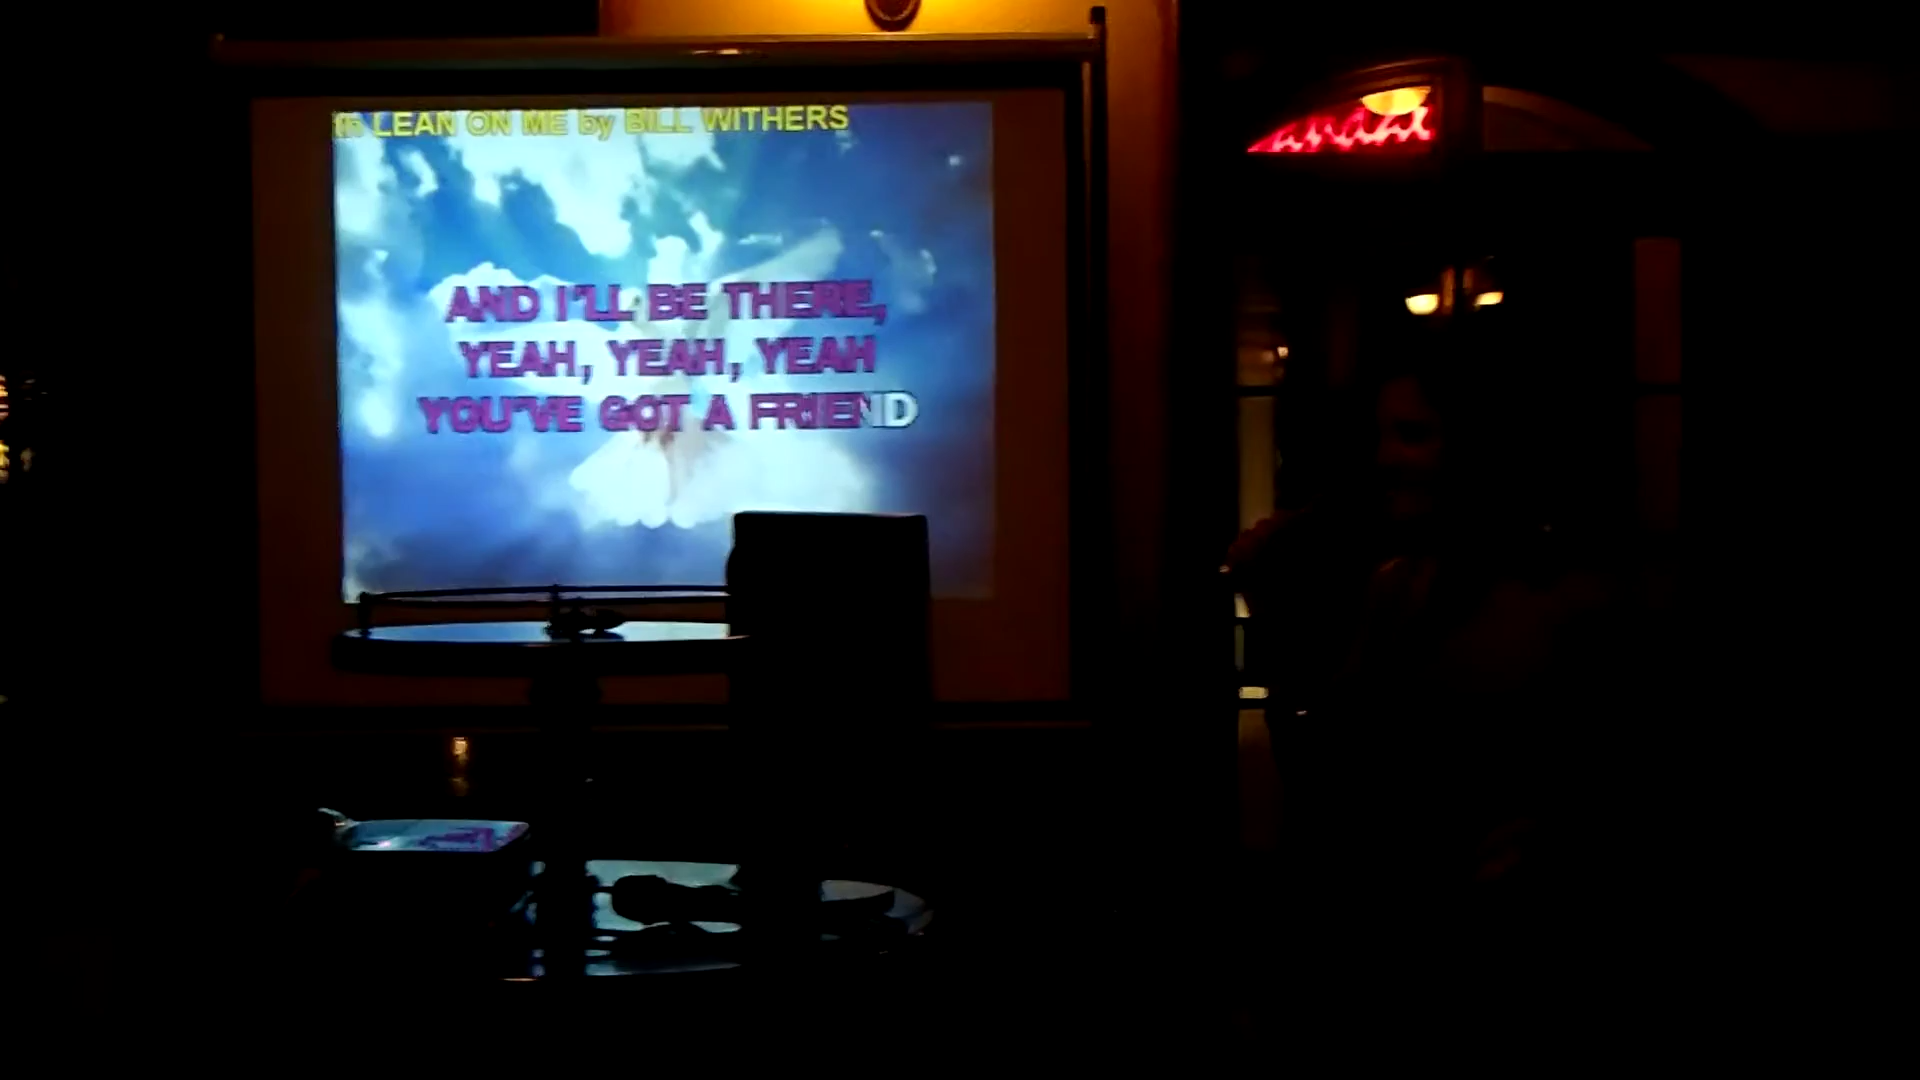 LEAN ON ME by BILL WITHERS
AND I'LL BE THERE,
YEAH, YEAH, YEAH
YOU'VE GOT A FRIEND